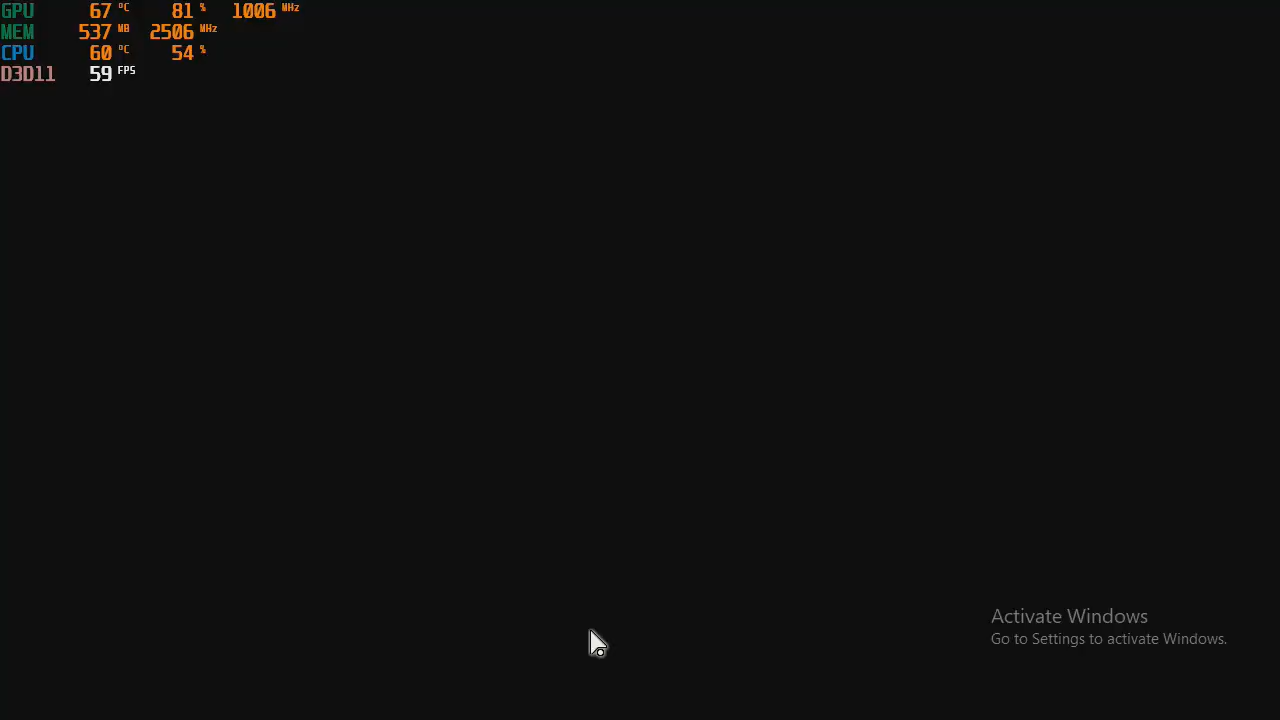 GPU 67 °C 81 % 1006 MHz
MEM 537 MB 2506 MHz
CPU 60 °C 54 %
D3D11 59 FPS
Activate Windows
Go to Settings to activate Windows.